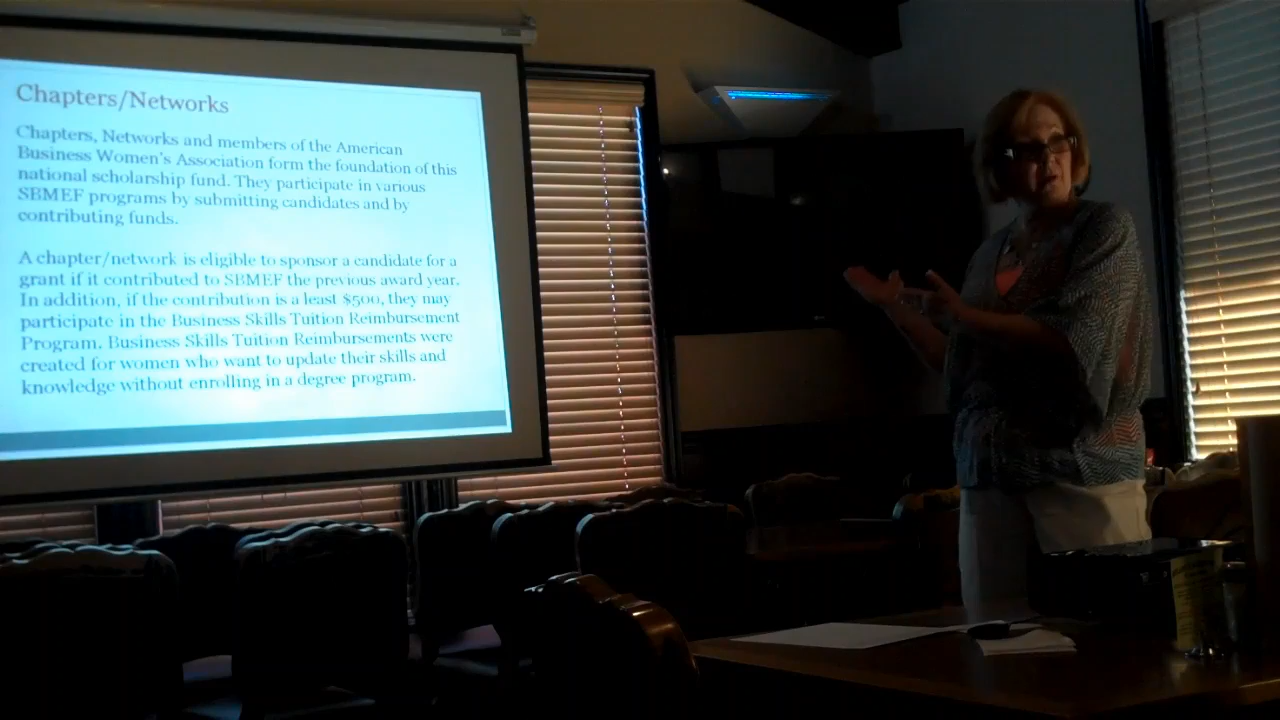 Chapters/Networks
Chapters, Networks and members of the American
Business Women's Association form the foundation of this
national scholarship fund. They participate in various
SBMEF programs by submitting candidates and by
contributing funds.
A chapter/network is eligible to sponsor a candidate for a
grant if it contributed to SBMEF the previous award year.
In addition, if the contribution is a least $500, they may
participate in the Business Skills Tuition Reimbursement
Program. Business Skills Tuition Reimbursements were
created for women who want to update their skills and
knowledge without enrolling in a degree program.